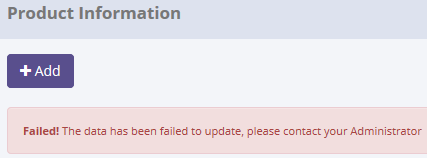 Product Information
+ Add
Failed! The data has been failed to update, please contact your Administrator